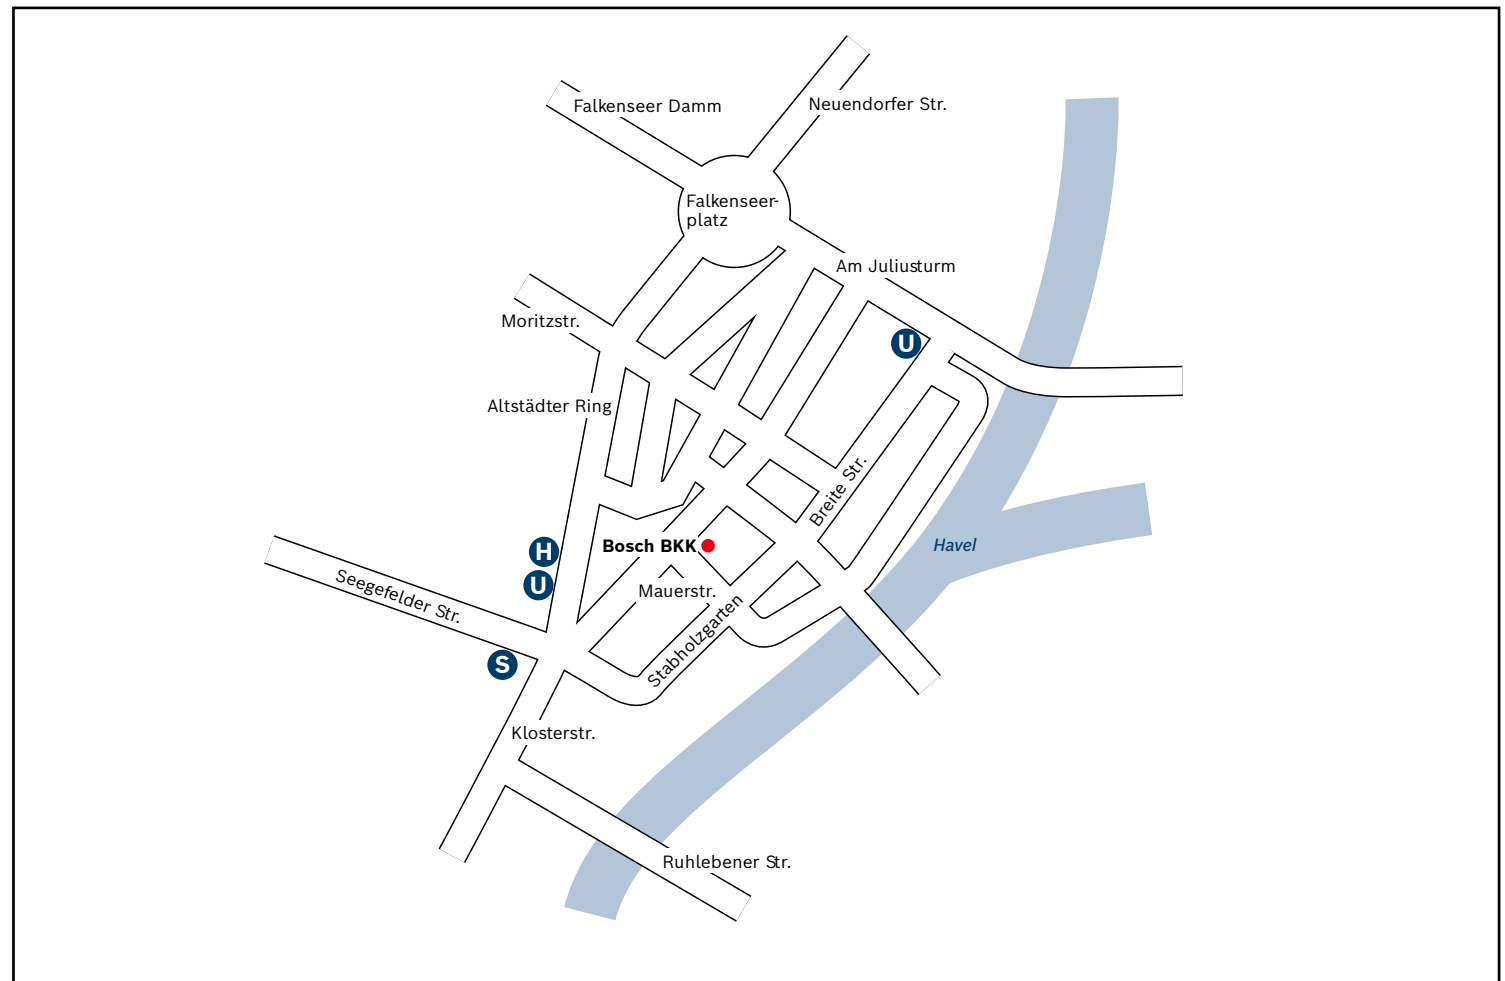 Falkenseer Damm
Neuendorfer Str.
Falkenseer-
platz
Am Juliusturm
Moritzstr.
U
Altstädter Ring
Breite Str.
H
Bosch BKK
Havel
U
Mauerstr.
Seegefelder Str.
Stabholzgarten
S
Klosterstr.
Ruhlebener Str.